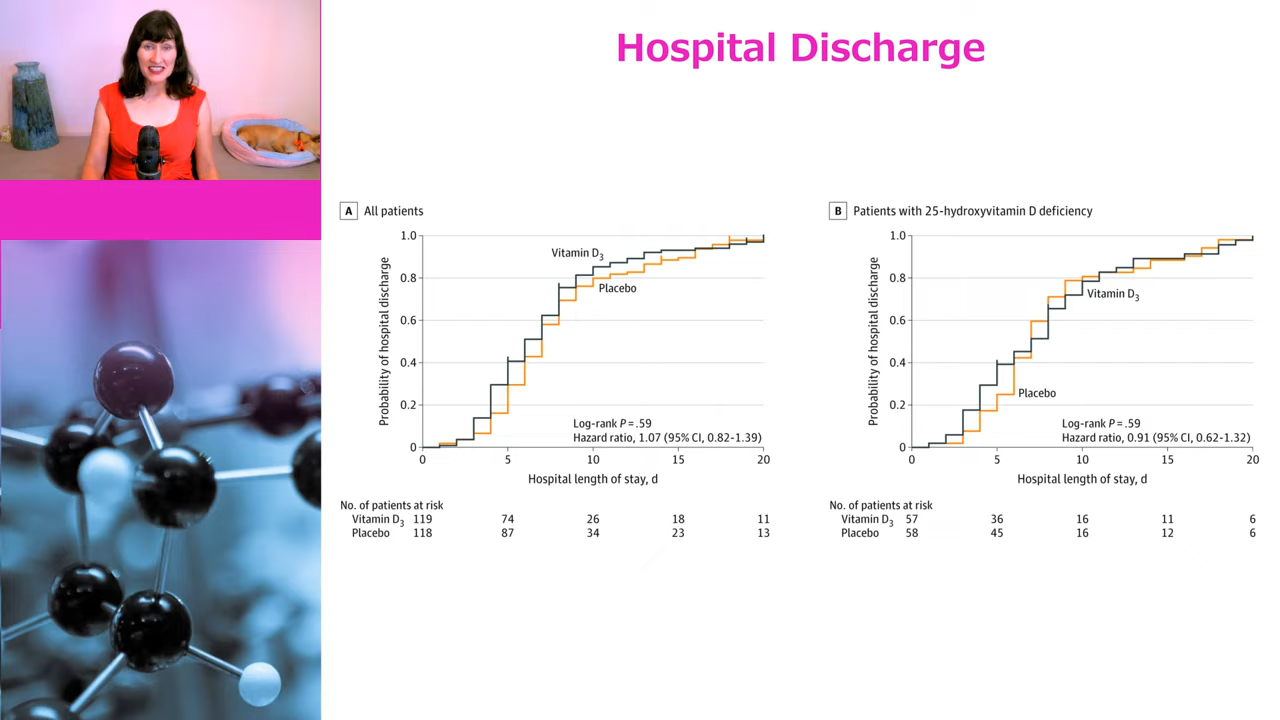 Hospital Discharge
A All patients
1.0
0.8
0.6
0.4
0.2
0
Probability of hospital discharge
Vitamin D3
Placebo
Log-rank P = .59
Hazard ratio, 1.07 (95% CI, 0.82-1.39)
0 5 10 15 20
Hospital length of stay, d
No. of patients at risk
Vitamin D3 119 74 26 18 11
Placebo 118 87 34 23 13
B Patients with 25-hydroxyvitamin D deficiency
1.0
0.8
0.6
0.4
0.2
0
Probability of hospital discharge
Vitamin D3
Placebo
Log-rank P = .59
Hazard ratio, 0.91 (95% CI, 0.62-1.32)
0 5 10 15 20
Hospital length of stay, d
No. of patients at risk
Vitamin D3 57 36 16 11 6
Placebo 58 45 16 12 6